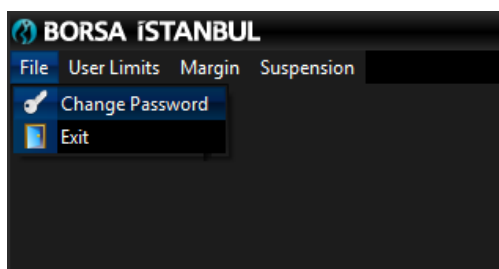 BORSA İSTANBUL
File User Limits Margin Suspension
Change Password
Exit